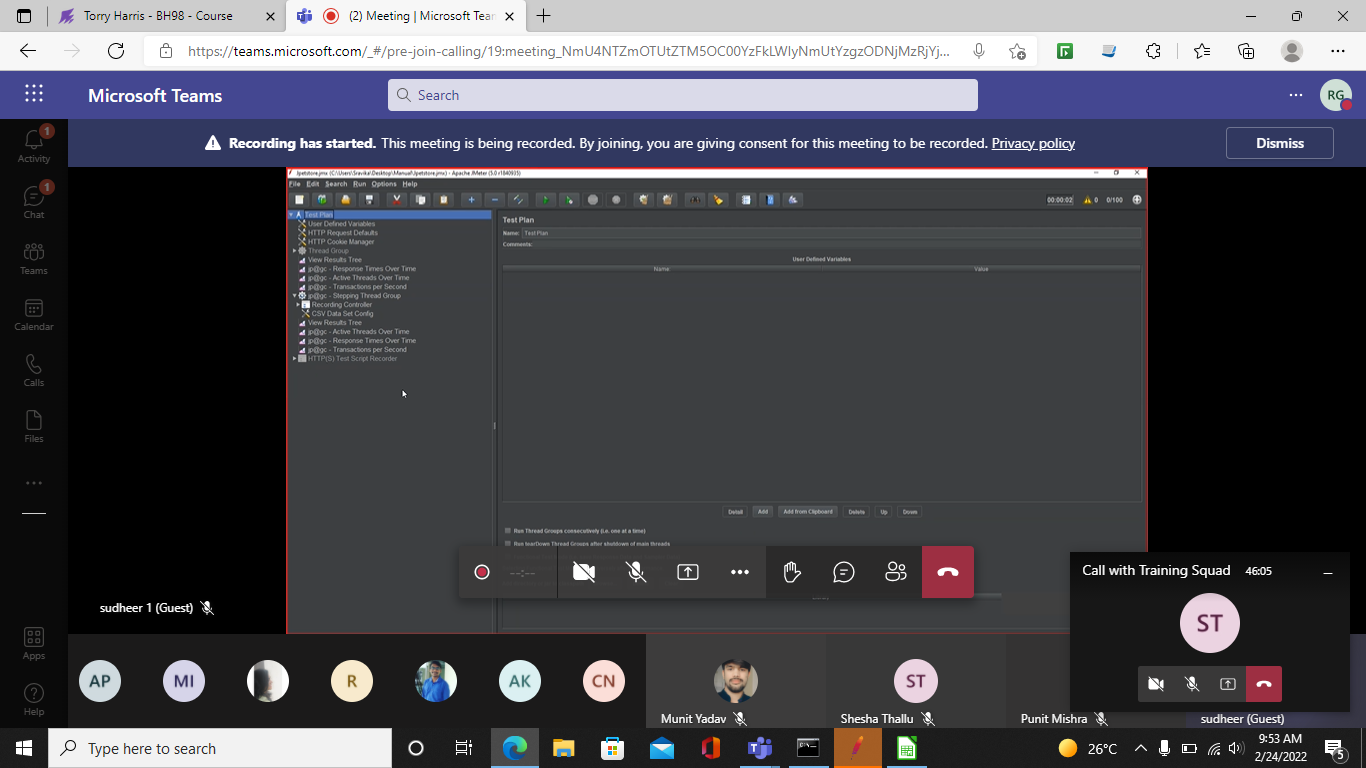 Torry Harris - BH98 - Course
(2) Meeting | Microsoft Tear
https://teams.microsoft.com/_#/pre-join-calling/19:meeting_NmU4NTZmOTUtZTM5OC00YzFkLWIyNmUtYzgzODNjMzRjYj...
Microsoft Teams
Search
RG
Recording has started. This meeting is being recorded. By joining, you are giving consent for this meeting to be recorded. Privacy policy
Dismiss
1
Activity
1
Chat
Teams
Calendar
Calls
Files
Apps
Help
jpetstore.jmx (C:\Users\Sravika\Desktop\Manual\jpetstore.jmx) - Apache JMeter (5.0 r1840935)
File Edit Search Run Options Help
00:00:02 0 0/100
Test Plan
User Defined Variables
HTTP Request Defaults
HTTP Cookie Manager
Thread Group
View Results Tree
jp@gc - Response Times Over Time
jp@gc - Active Threads Over Time
jp@gc - Transactions per Second
jp@gc - Stepping Thread Group
Recording Controller
CSV Data Set Config
View Results Tree
jp@gc - Active Threads Over Time
jp@gc - Response Times Over Time
jp@gc - Transactions per Second
HTTP(S) Test Script Recorder
Test Plan
Name: Test Plan
Comments:
User Defined Variables
Name: Value
Detail Add Add from Clipboard Delete Up Down
Run Thread Groups consecutively (i.e. one at a time)
Run tearDown Thread Groups after shutdown of main threads
--:--
Call with Training Squad 46:05
ST
sudheer 1 (Guest)
AP
MI
R
AK
CN
Munit Yadav
ST
Shesha Thallu
Punit Mishra
sudheer (Guest)
Type here to search
26°C
9:53 AM
2/24/2022
5